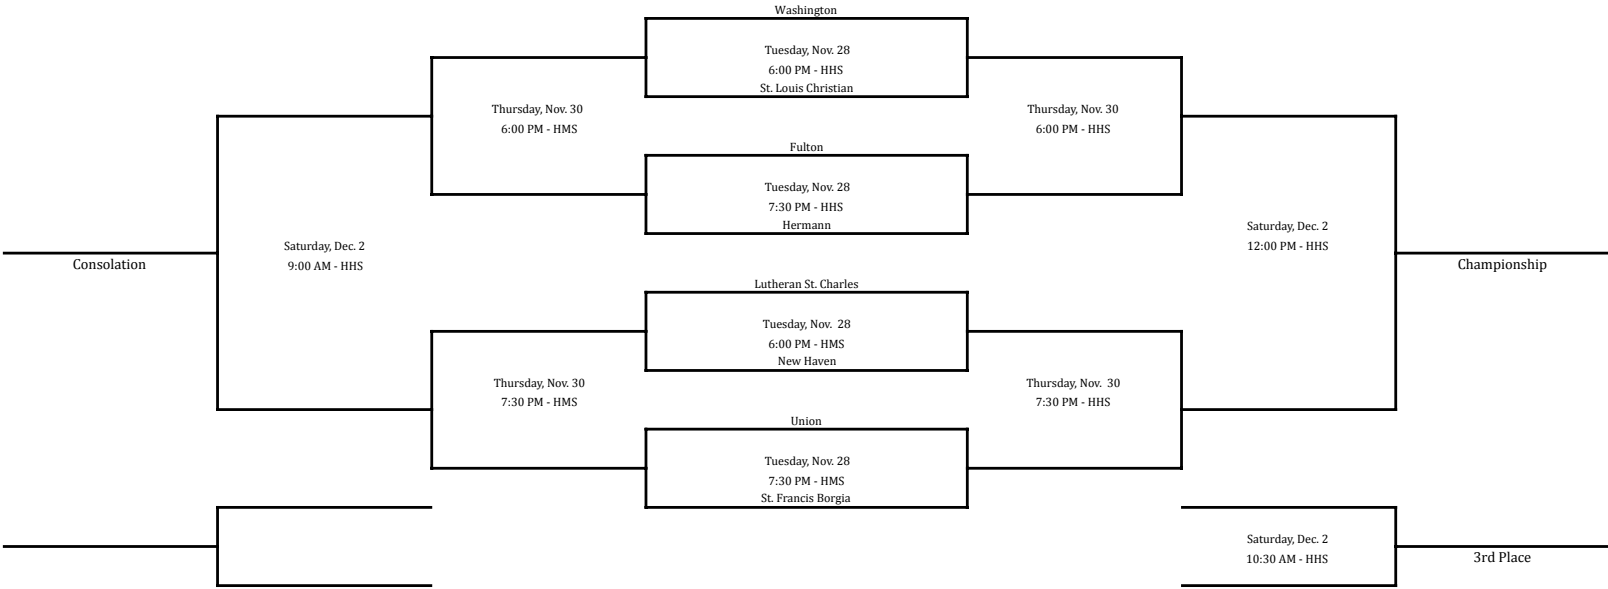 Washington
Tuesday, Nov. 28
6:00 PM - HHS
St. Louis Christian
Thursday, Nov. 30
6:00 PM - HMS
Thursday, Nov. 30
6:00 PM - HHS
Fulton
Tuesday, Nov. 28
7:30 PM - HHS
Hermann
Saturday, Dec. 2
9:00 AM - HHS
Consolation
Saturday, Dec. 2
12:00 PM - HHS
Championship
Lutheran St. Charles
Tuesday, Nov. 28
6:00 PM - HMS
New Haven
Thursday, Nov. 30
7:30 PM - HMS
Thursday, Nov. 30
7:30 PM - HHS
Union
Tuesday, Nov. 28
7:30 PM - HMS
St. Francis Borgia
Saturday, Dec. 2
10:30 AM - HHS
3rd Place